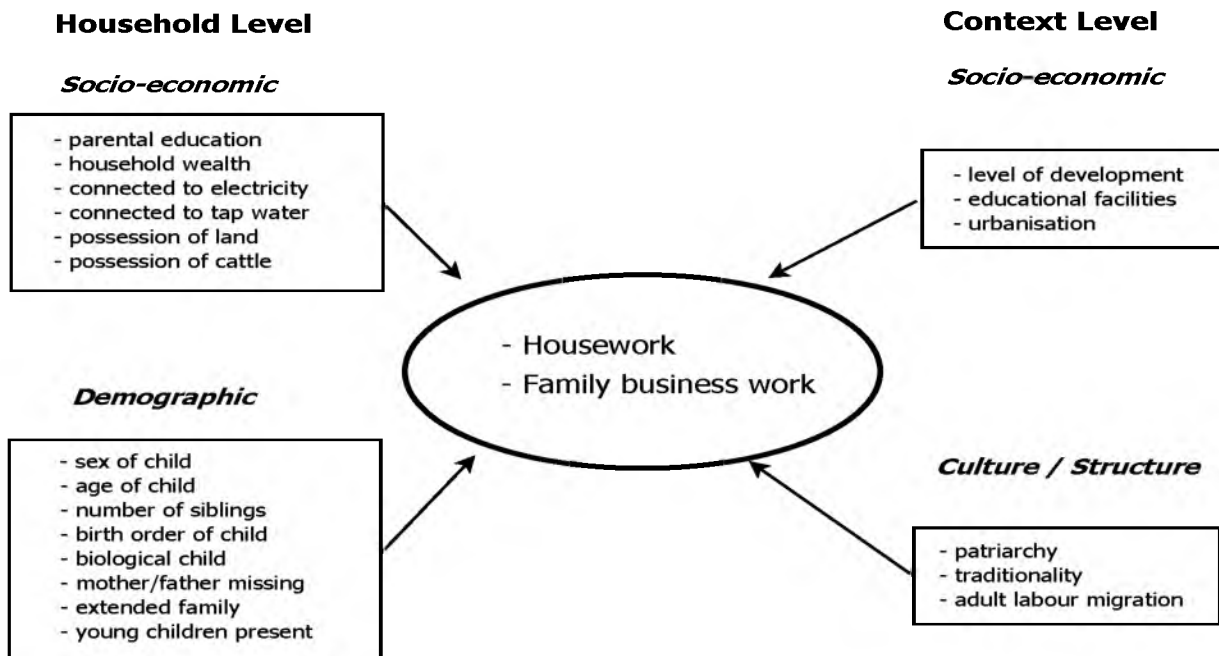 Household Level
Socio-economic
- parental education
- household wealth
- connected to electricity
- connected to tap water
- possession of land
- possession of cattle
Demographic
- sex of child
- age of child
- number of siblings
- birth order of child
- biological child
- mother/father missing
- extended family
- young children present
- Housework
- Family business work
Context Level
Socio-economic
- level of development
- educational facilities
- urbanisation
Culture / Structure
- patriarchy
- traditionality
- adult labour migration